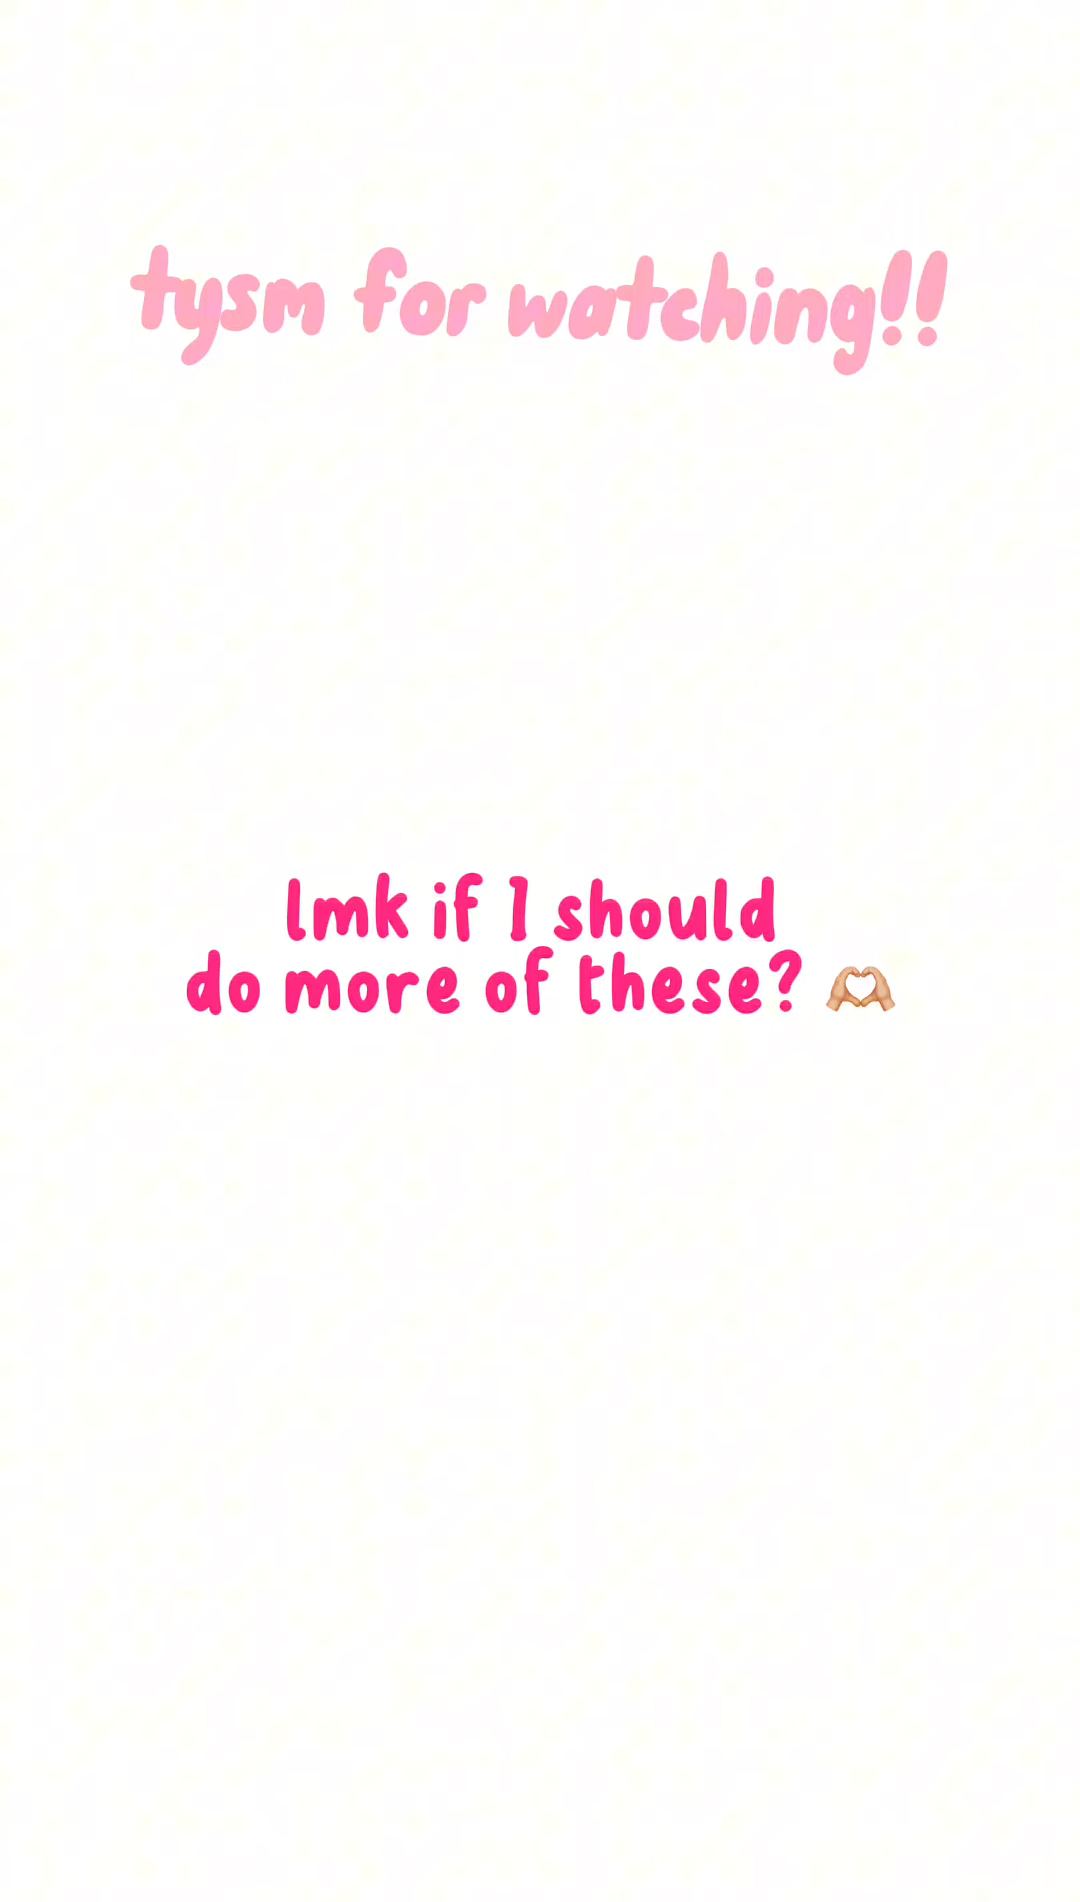 tysm for watching!!
lmk if I should
do more of these? 🫶🏼